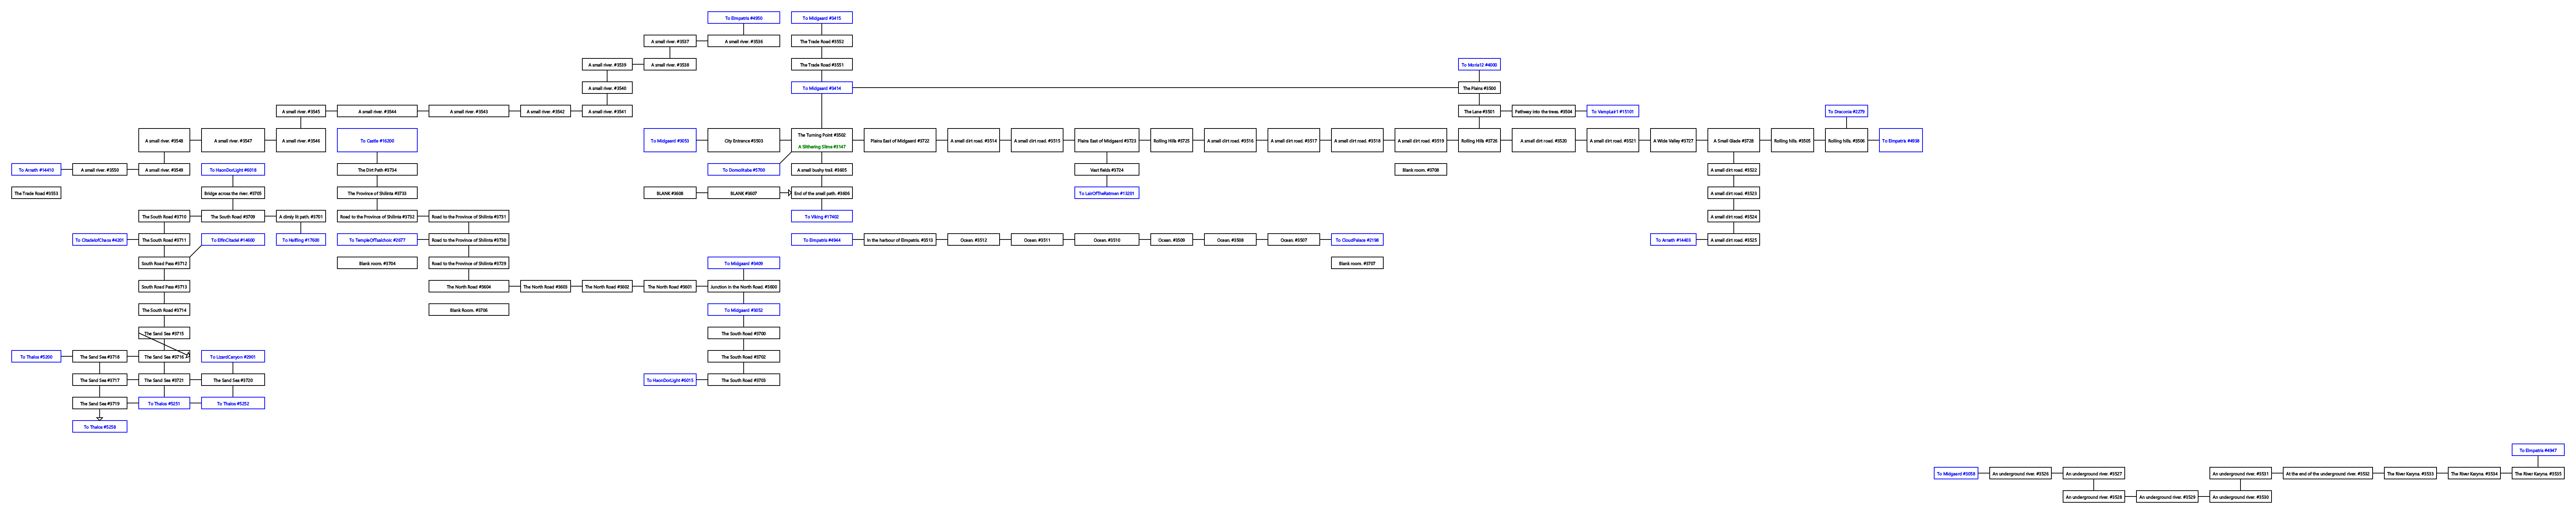 To Elmpatris #4950
To Midgaard #3415
A small river. #3537
A small river. #3536
The Trade Road #3552
A small river. #3539
A small river. #3538
The Trade Road #3551
To Moria12 #4000
A small river. #3540
To Midgaard #3414
The Plains #3500
A small river. #3545
A small river. #3544
A small river. #3543
A small river. #3542
A small river. #3541
The Lane #3501
Pathway into the trees. #3504
To VampLair1 #15101
To Draconia #2279
A small river. #3548
A small river. #3547
A small river. #3546
To Castle #16200
To Midgaard #3053
City Entrance #3503
The Turning Point #3502
A Slithering Slime #3147
Plains East of Midgaard #3722
A small dirt road. #3514
A small dirt road. #3515
Plains East of Midgaard #3723
Rolling Hills #3725
A small dirt road. #3516
A small dirt road. #3517
A small dirt road. #3518
A small dirt road. #3519
Rolling Hills #3726
A small dirt road. #3520
A small dirt road. #3521
A Wide Valley #3727
A Small Glade #3728
Rolling hills. #3505
Rolling hills. #3506
To Elmpatris #4938
To Arnath #14410
A small river. #3550
A small river. #3549
To HaonDorLight #6018
The Dirt Path #3734
To Domolitabs #5700
A small bushy trail. #3605
Vast fields #3724
Blank room. #3708
A small dirt road. #3522
The Trade Road #3553
Bridge across the river. #3705
The Province of Shilinta #3733
BLANK #3608
BLANK #3607
End of the small path. #3606
To LairOfTheRatmen #13201
A small dirt road. #3523
The South Road #3710
The South Road #3709
A dimly lit path. #3701
Road to the Province of Shilinta #3732
Road to the Province of Shilinta #3731
To Viking #17402
A small dirt road. #3524
To CitadelofChaos #4201
The South Road #3711
To ElfinCitadel #14600
To Halfling #17600
To TempleOfTsalchoic #2677
Road to the Province of Shilinta #3730
To Elmpatris #4944
In the harbour of Elmpatris. #3513
Ocean. #3512
Ocean. #3511
Ocean. #3510
Ocean. #3509
Ocean. #3508
Ocean. #3507
To CloudPalace #2198
To Arnath #14403
A small dirt road. #3525
South Road Pass #3712
Blank room. #3704
Road to the Province of Shilinta #3729
To Midgaard #3409
Blank room. #3707
South Road Pass #3713
The North Road #3604
The North Road #3603
The North Road #3602
The North Road #3601
Junction in the North Road. #3600
The South Road #3714
Blank Room. #3706
To Midgaard #3052
The Sand Sea #3715
The South Road #3700
To Thalos #5200
The Sand Sea #3718
The Sand Sea #3716
To LizardCanyon #2901
The South Road #3702
The Sand Sea #3717
The Sand Sea #3721
The Sand Sea #3720
To HaonDorLight #6015
The South Road #3703
The Sand Sea #3719
To Thalos #5251
To Thalos #5252
To Thalos #5258
To Elmpatris #4947
To Midgaard #3058
An underground river. #3526
An underground river. #3527
An underground river. #3531
At the end of the underground river. #3532
The River Karyna. #3533
The River Karyna. #3534
The River Karyna. #3535
An underground river. #3528
An underground river. #3529
An underground river. #3530